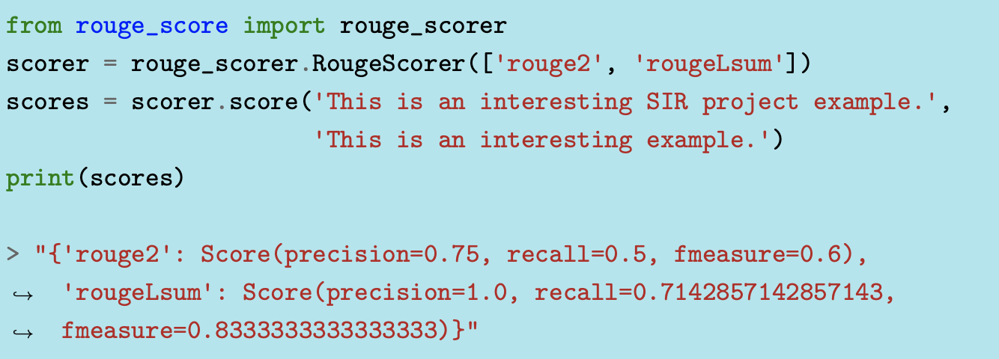 from rouge_score import rouge_scorer
scorer = rouge_scorer.RougeScorer(['rouge2', 'rougeLsum'])
scores = scorer.score('This is an interesting SIR project example.',
'This is an interesting example.')
print(scores)
> "{'rouge2': Score(precision=0.75, recall=0.5, fmeasure=0.6),
↪ 'rougeLsum': Score(precision=1.0, recall=0.7142857142857143,
↪ fmeasure=0.8333333333333333)}"